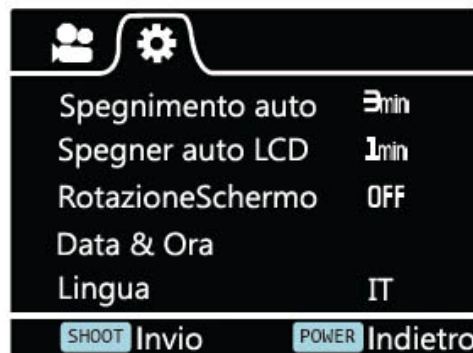 Spegnimento auto 3min
Spegner auto LCD 1min
RotazioneSchermo OFF
Data & Ora
Lingua IT
SHOOT Invio POWER Indietro